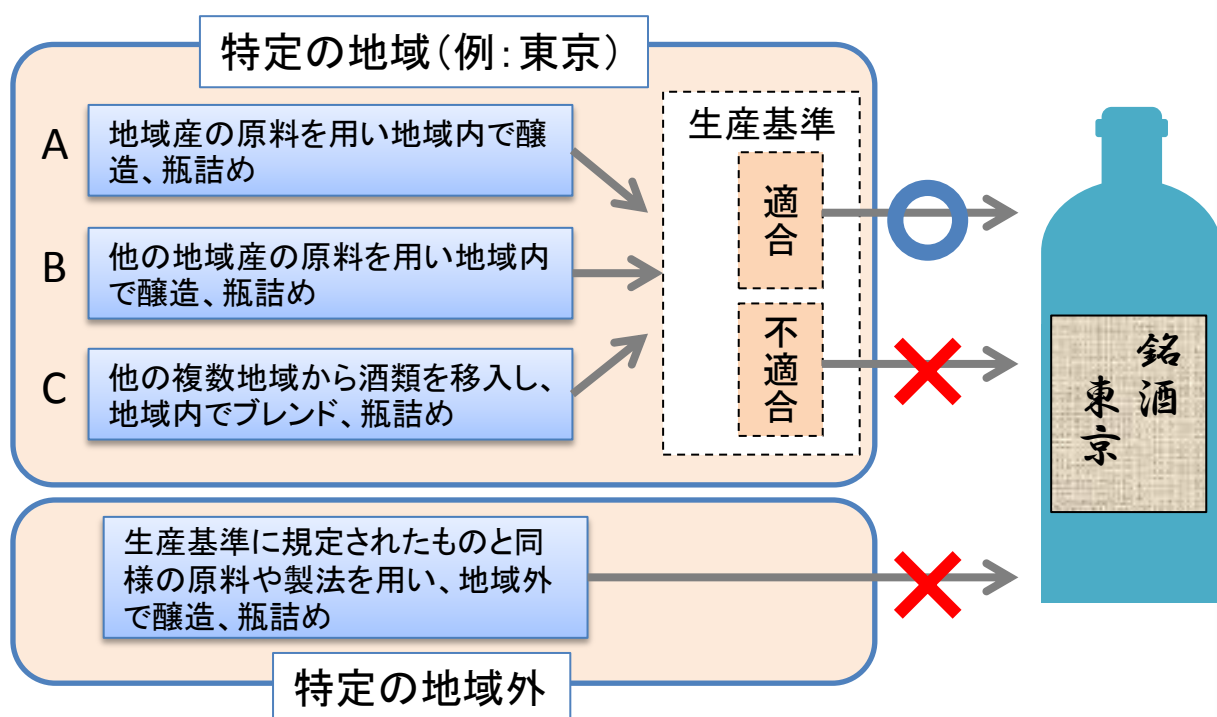 特定の地域（例：東京）
A
地域産の原料を用い地域内で醸
造、瓶詰め
B
他の地域産の原料を用い地域内
で醸造、瓶詰め
C
他の複数地域から酒類を移入し、
地域内でブレンド、瓶詰め
生産基準
適合
不適合
銘酒
東京
生産基準に規定されたものと同
様の原料や製法を用い、地域外
で醸造、瓶詰め
特定の地域外